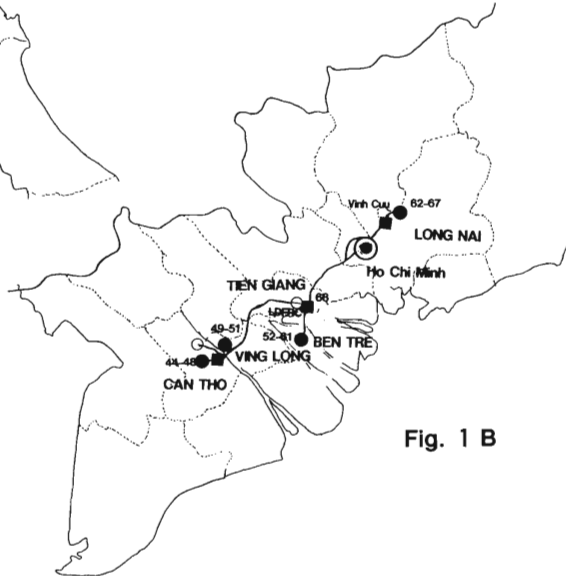 62-67
Vinh Cuu
LONG NAI
Ho Chi Minh
TIEN GIANG
68
LDEBC
49-51
52-61
BEN TRE
VING LONG
44-48
CAN THO
Fig. 1 B